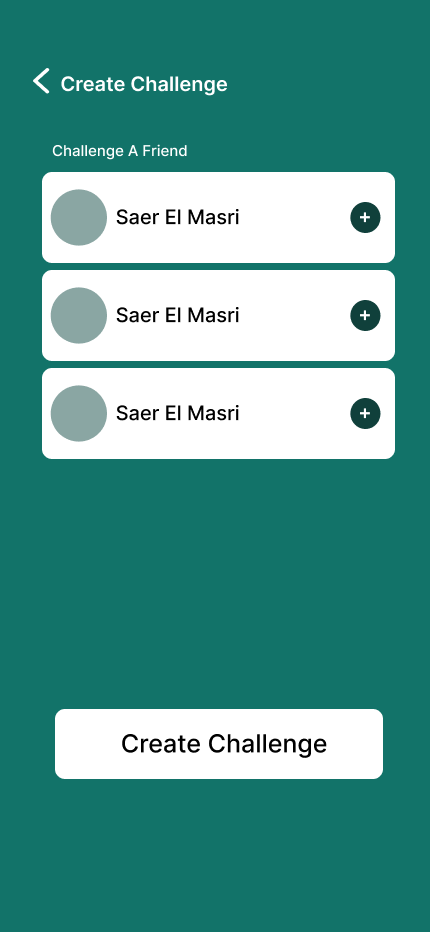 Create Challenge
Challenge A Friend
Saer El Masri
+
Saer El Masri
+
Saer El Masri
+
Create Challenge